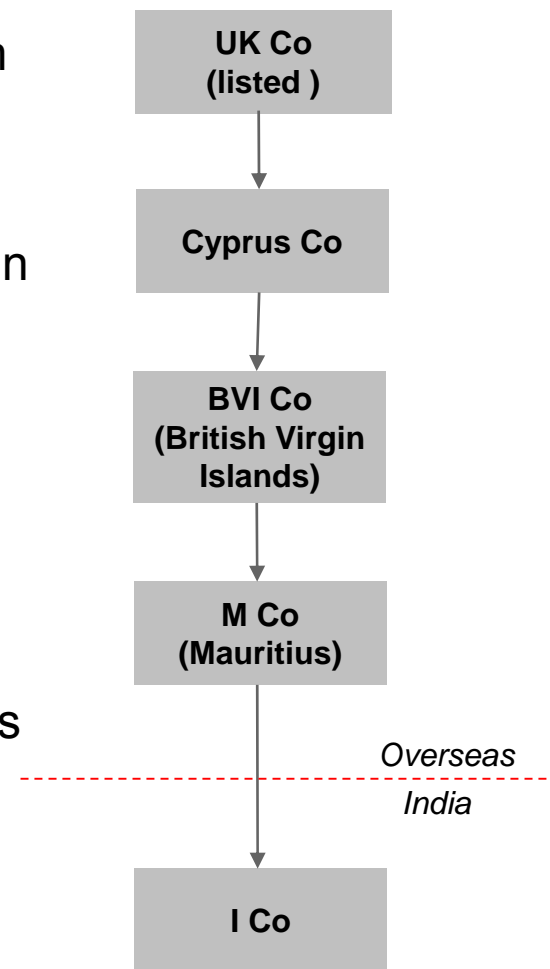 UK Co
(listed )
n
Cyprus Co
BVI Co
(British Virgin
Islands)
M Co
(Mauritius)
s
Overseas
India
I Co